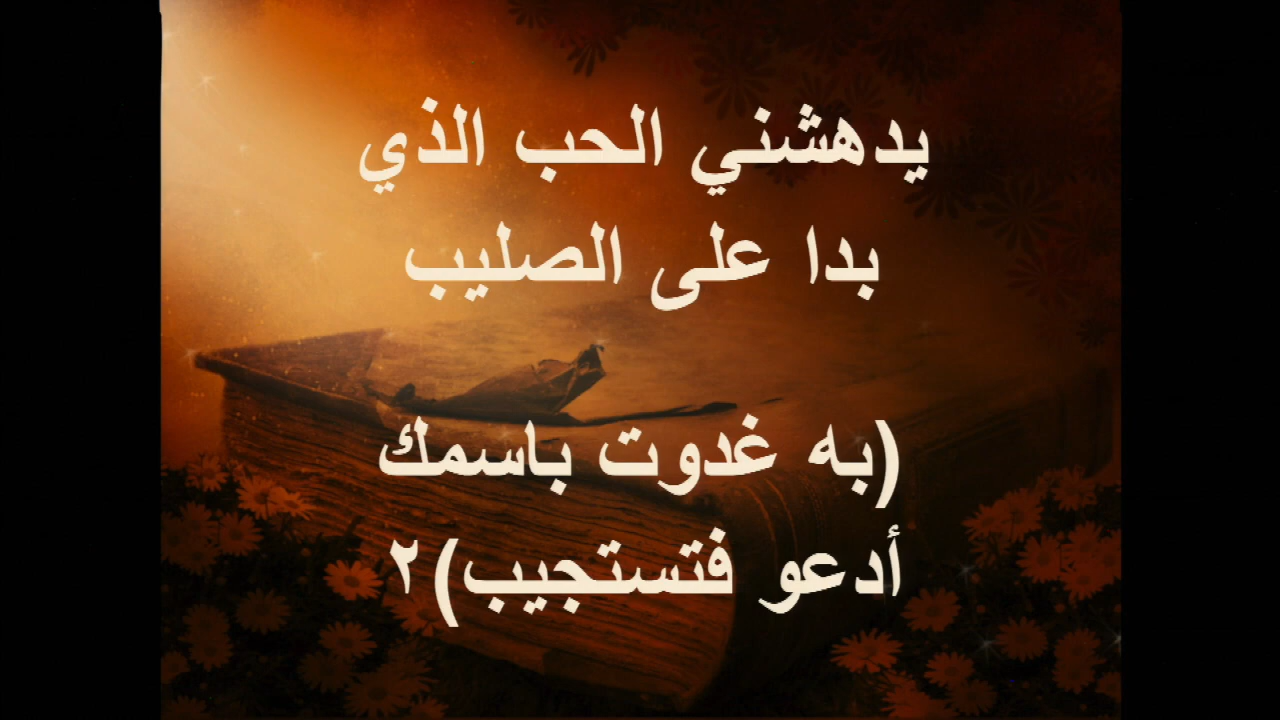 يدهشني الحب الذي
بدا على الصليب
(به غدوت باسمك
أدعو فتستجيب)٢